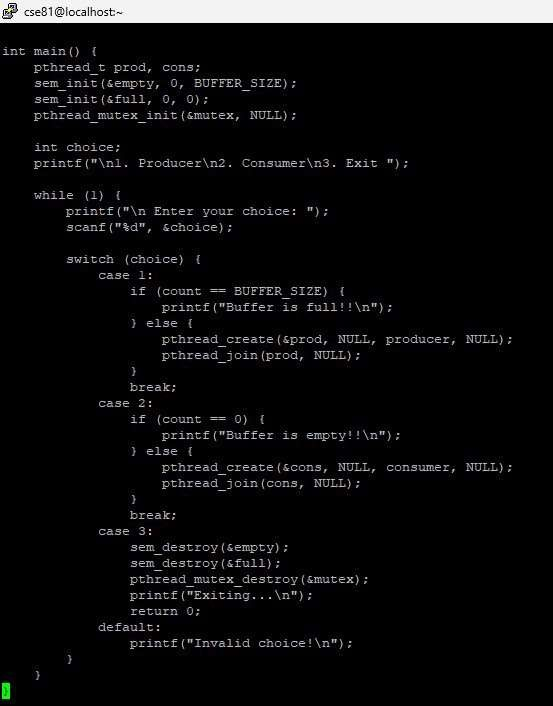 cse81@localhost:~
int main() {
    pthread_t prod, cons;
    sem_init(&empty, 0, BUFFER_SIZE);
    sem_init(&full, 0, 0);
    pthread_mutex_init(&mutex, NULL);

    int choice;
    printf("\n1. Producer\n2. Consumer\n3. Exit ");

    while (1) {
        printf("\n Enter your choice: ");
        scanf("%d", &choice);

        switch (choice) {
            case 1:
                if (count == BUFFER_SIZE) {
                    printf("Buffer is full!!\n");
                } else {
                    pthread_create(&prod, NULL, producer, NULL);
                    pthread_join(prod, NULL);
                }
                break;
            case 2:
                if (count == 0) {
                    printf("Buffer is empty!!\n");
                } else {
                    pthread_create(&cons, NULL, consumer, NULL);
                    pthread_join(cons, NULL);
                }
                break;
            case 3:
                sem_destroy(&empty);
                sem_destroy(&full);
                pthread_mutex_destroy(&mutex);
                printf("Exiting...\n");
                return 0;
            default:
                printf("Invalid choice!\n");
        }
    }
}